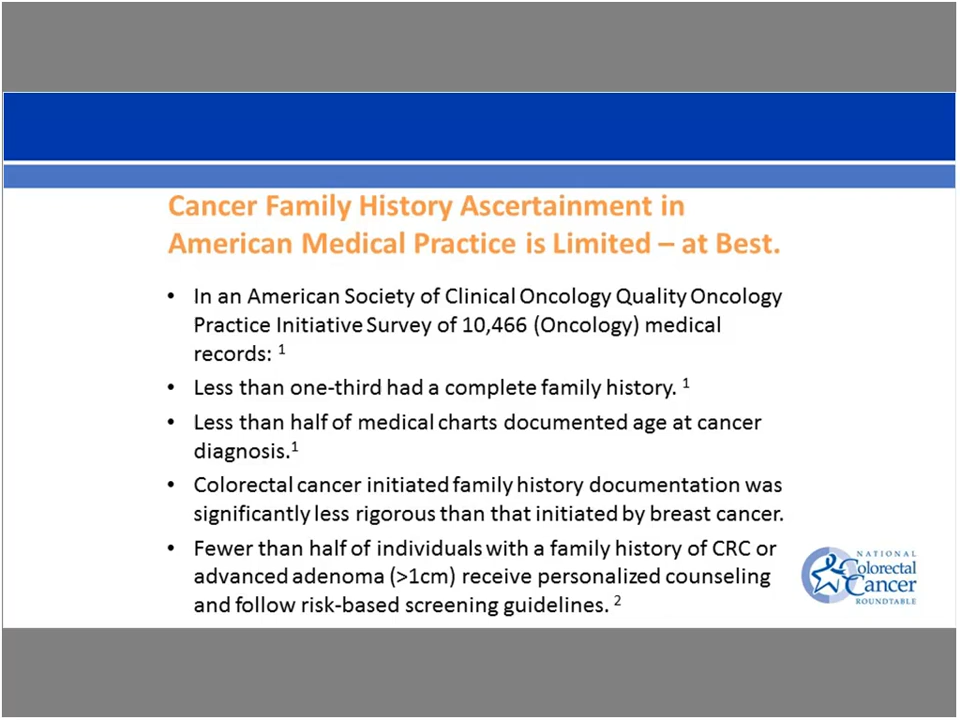 Cancer Family History Ascertainment in
American Medical Practice is Limited – at Best.
• In an American Society of Clinical Oncology Quality Oncology
Practice Initiative Survey of 10,466 (Oncology) medical
records: 1
• Less than one-third had a complete family history. 1
• Less than half of medical charts documented age at cancer
diagnosis.1
• Colorectal cancer initiated family history documentation was
significantly less rigorous than that initiated by breast cancer.
• Fewer than half of individuals with a family history of CRC or
advanced adenoma (>1cm) receive personalized counseling
and follow risk-based screening guidelines. 2
NATIONAL
Colorectal
Cancer
ROUNDTABLE